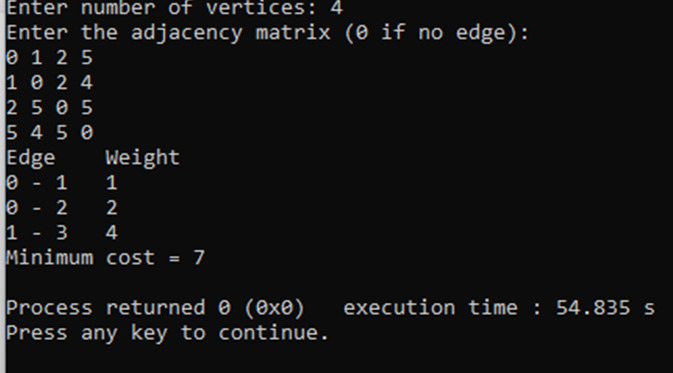 Enter number of vertices: 4
Enter the adjacency matrix (0 if no edge):
0 1 2 5
1 0 2 4
2 5 0 5
5 4 5 0
Edge    Weight
0 - 1   1
0 - 2   2
1 - 3   4
Minimum cost = 7
Process returned 0 (0x0)   execution time : 54.835 s
Press any key to continue.